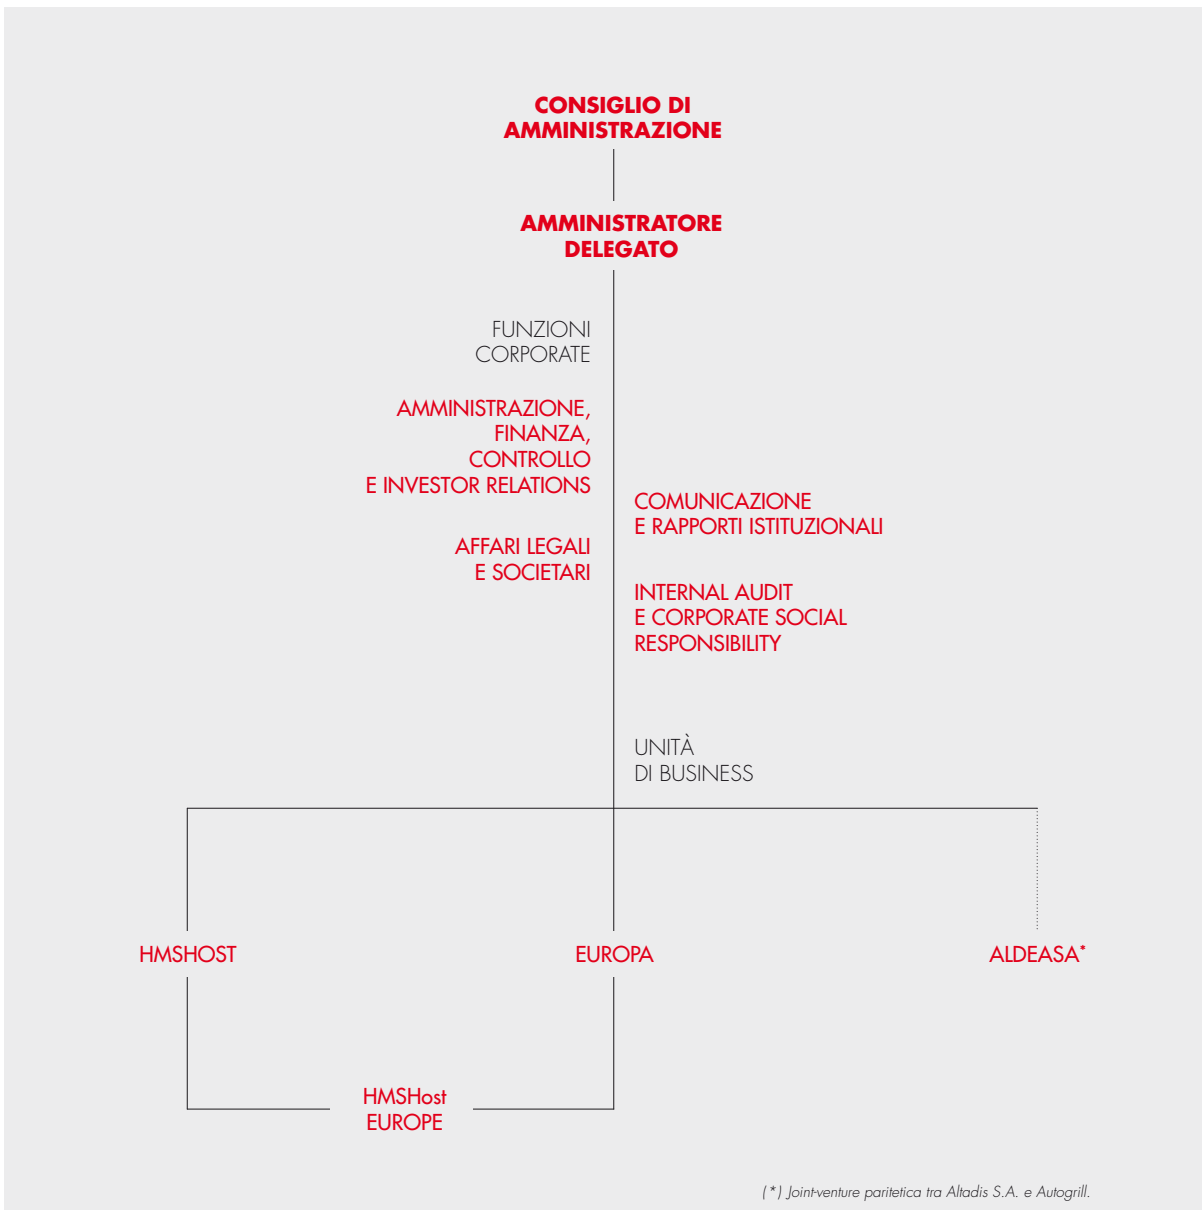 CONSIGLIO DI
AMMINISTRAZIONE
AMMINISTRATORE
DELEGATO
FUNZIONI
CORPORATE
AMMINISTRAZIONE,
FINANZA,
CONTROLLO
E INVESTOR RELATIONS
COMUNICAZIONE
E RAPPORTI ISTITUZIONALI
AFFARI LEGALI
E SOCIETARI
INTERNAL AUDIT
E CORPORATE SOCIAL
RESPONSIBILITY
UNITÀ
DI BUSINESS
HMSHOST
EUROPA
ALDEASA*
HMSHost
EUROPE
(*) Joint-venture paritetica tra Altadis S.A. e Autogrill.